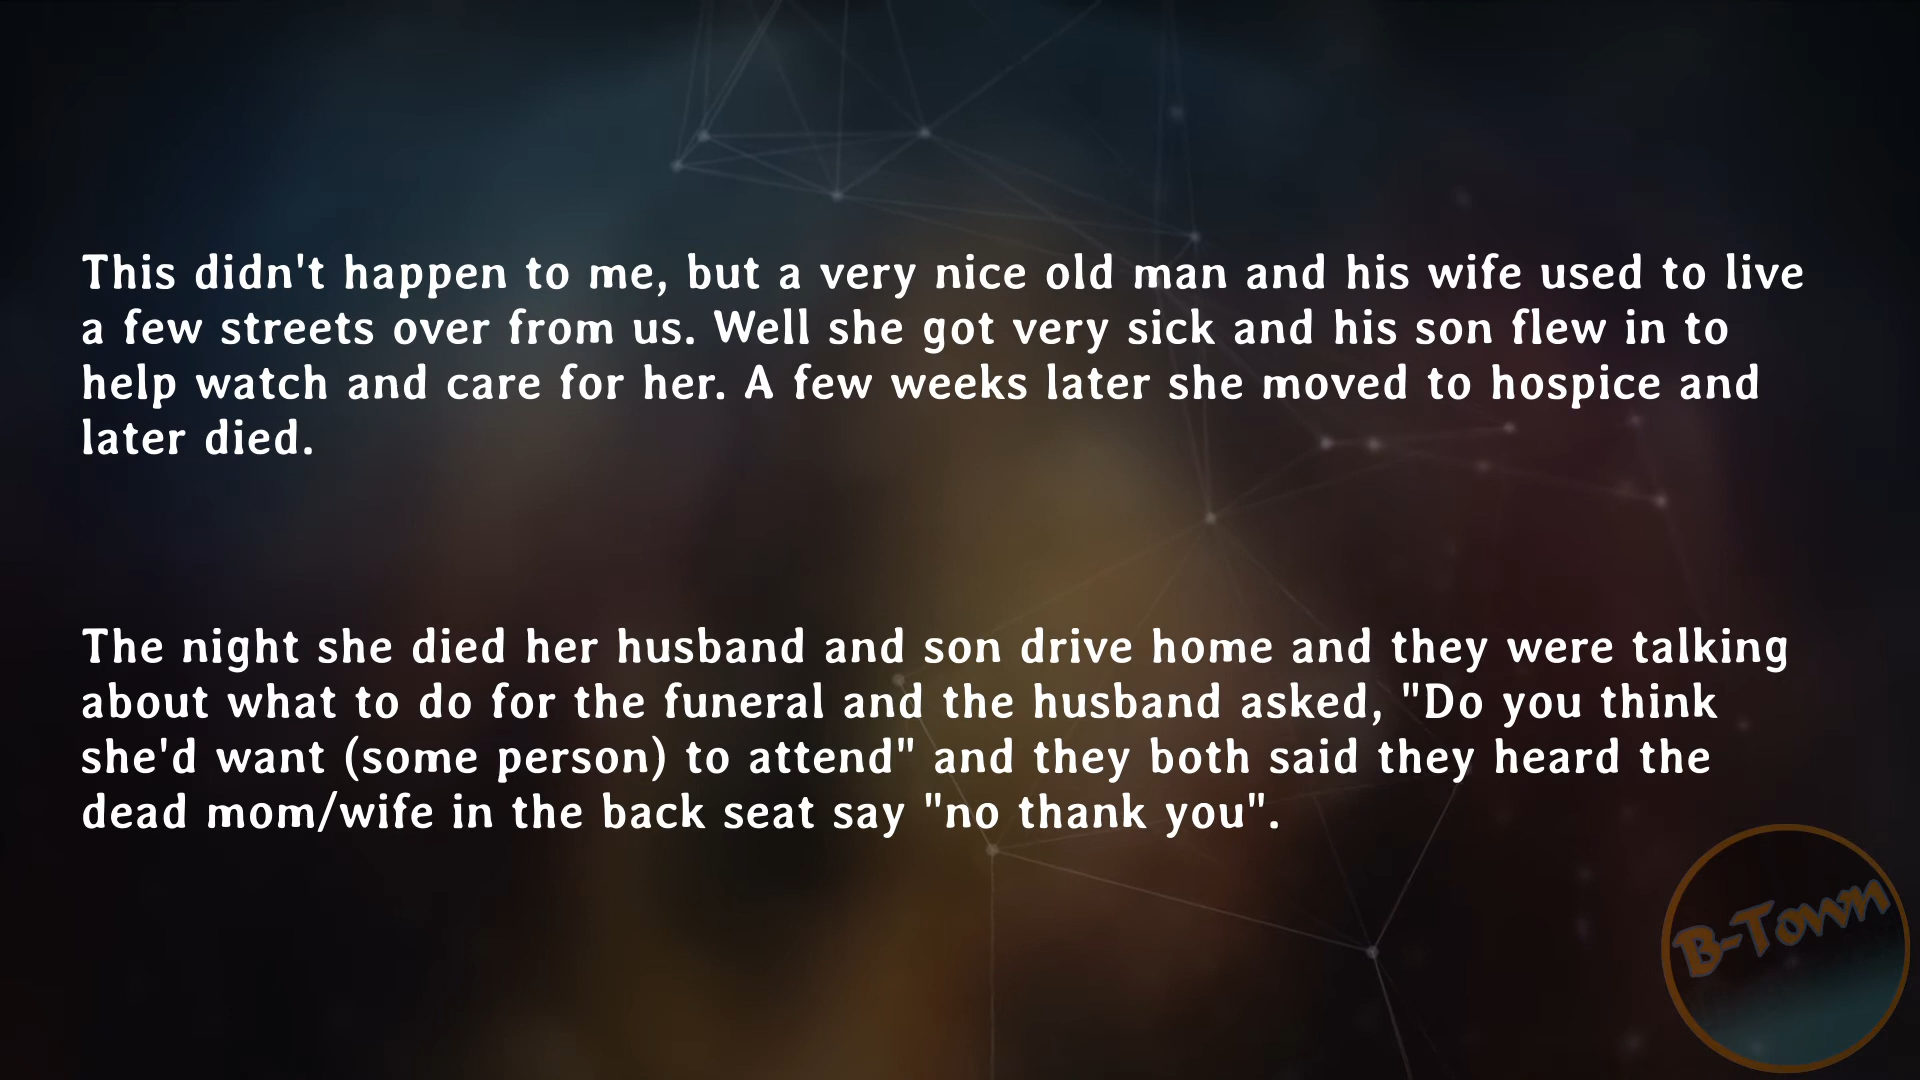 This didn't happen to me, but a very nice old man and his wife used to live
a few streets over from us. Well she got very sick and his son flew in to
help watch and care for her. A few weeks later she moved to hospice and
later died.
The night she died her husband and son drive home and they were talking
about what to do for the funeral and the husband asked, "Do you think
she'd want (some person) to attend" and they both said they heard the
dead mom/wife in the back seat say "no thank you".
B-Town